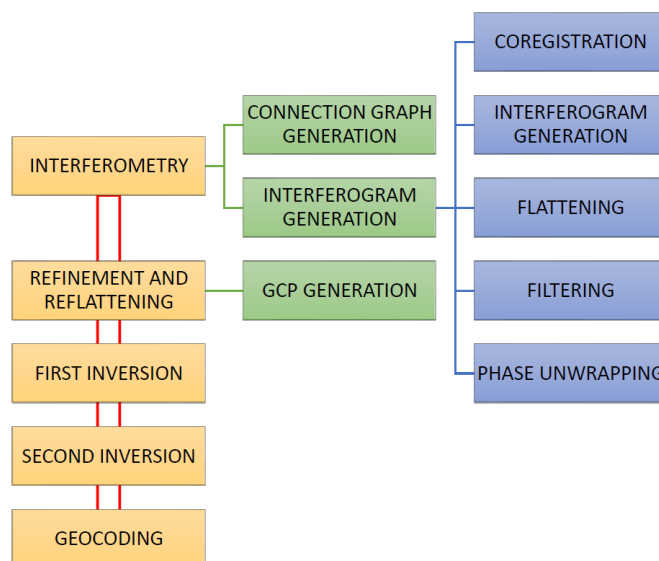 INTERFEROMETRY
REFINEMENT AND
REFLATTENING
FIRST INVERSION
SECOND INVERSION
GEOCODING
CONNECTION GRAPH
GENERATION
INTERFEROGRAM
GENERATION
GCP GENERATION
COREGISTRATION
INTERFEROGRAM
GENERATION
FLATTENING
FILTERING
PHASE UNWRAPPING